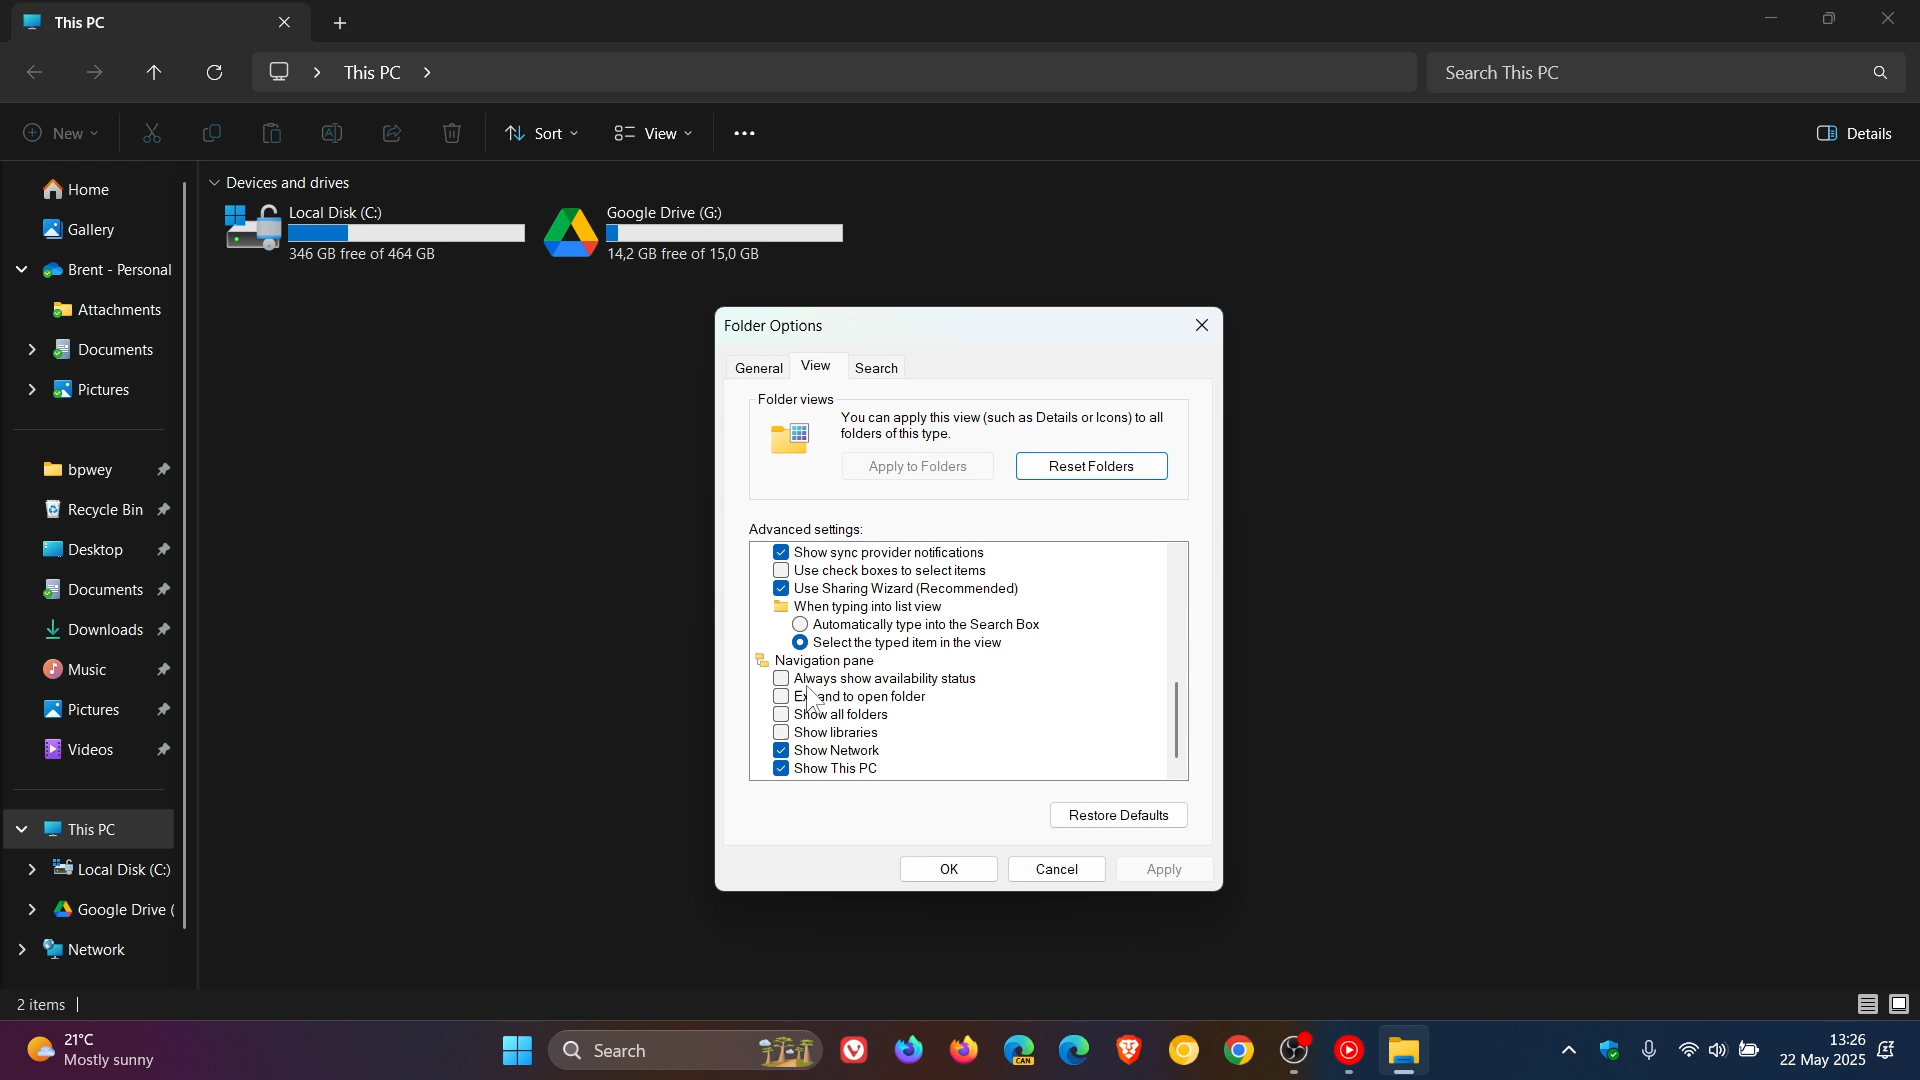 This PC
This PC
Search This PC
New
Sort
View
Details
Home
Gallery
Brent - Personal
Attachments
Documents
Pictures
bpwey
Recycle Bin
Desktop
Documents
Downloads
Music
Pictures
Videos
This PC
Local Disk (C:)
Google Drive (
Network
Devices and drives
Local Disk (C:)
346 GB free of 464 GB
Google Drive (G:)
14,2 GB free of 15,0 GB
Folder Options
General View Search
Folder views
You can apply this view (such as Details or Icons) to all
folders of this type.
Apply to Folders
Reset Folders
Advanced settings:
Show sync provider notifications
Use check boxes to select items
Use Sharing Wizard (Recommended)
When typing into list view
Automatically type into the Search Box
Select the typed item in the view
Navigation pane
Always show availability status
Expand to open folder
Show all folders
Show libraries
Show Network
Show This PC
Restore Defaults
OK
Cancel
Apply
2 items
21°C
Mostly sunny
Search
CAN
13:26
22 May 2025